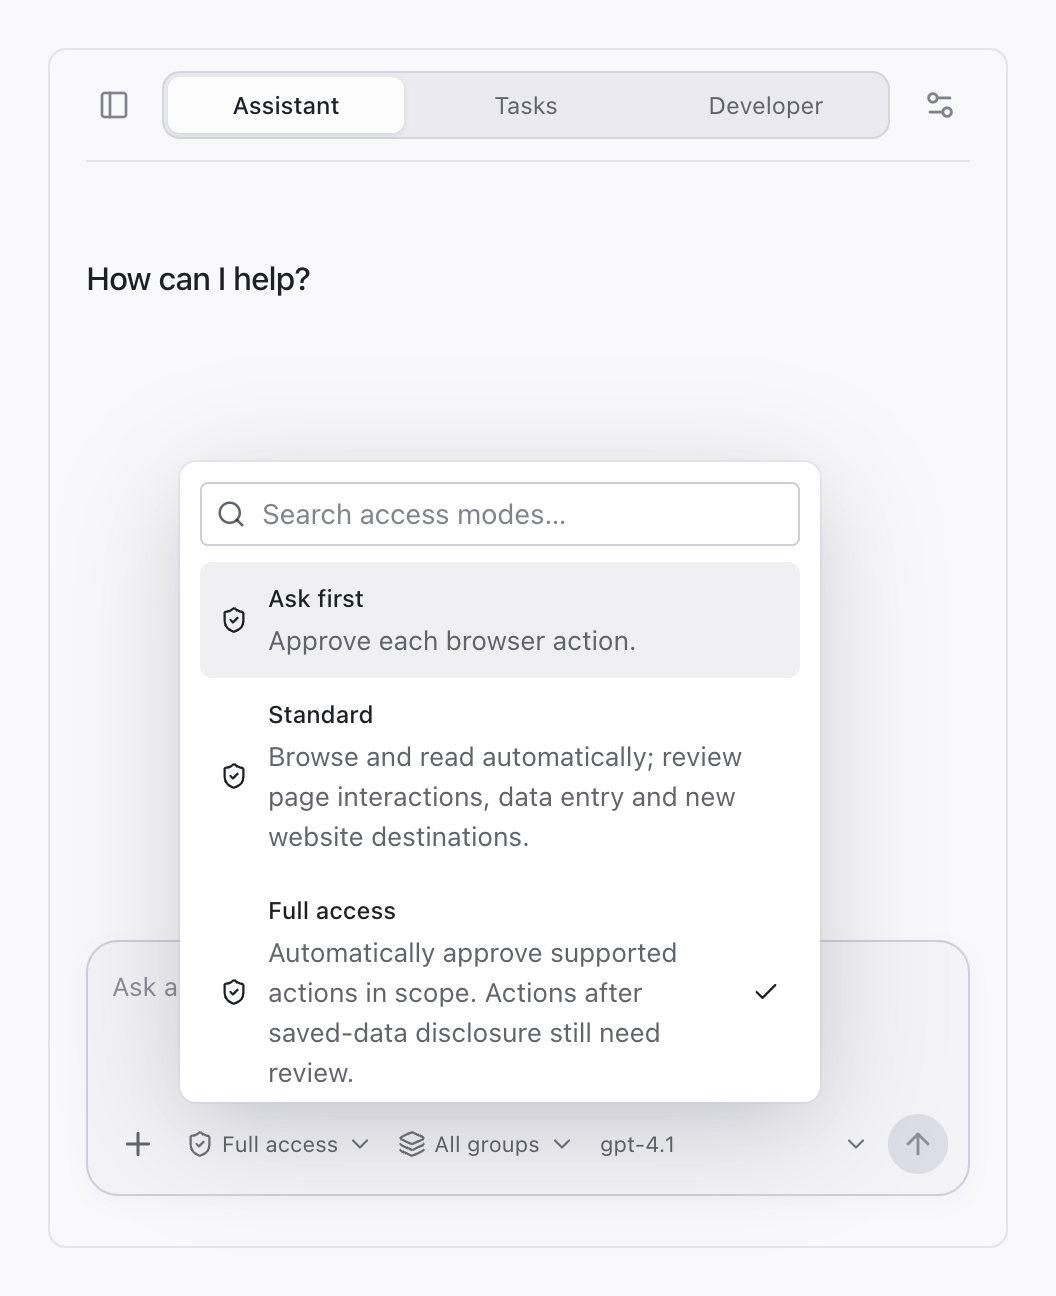 Assistant
Tasks
Developer
How can I help?
Search access modes...
Ask first
Approve each browser action.
Standard
Browse and read automatically; review
page interactions, data entry and new
website destinations.
Full access
Automatically approve supported
actions in scope. Actions after
saved-data disclosure still need
review.
Ask a
Full access
All groups
gpt-4.1